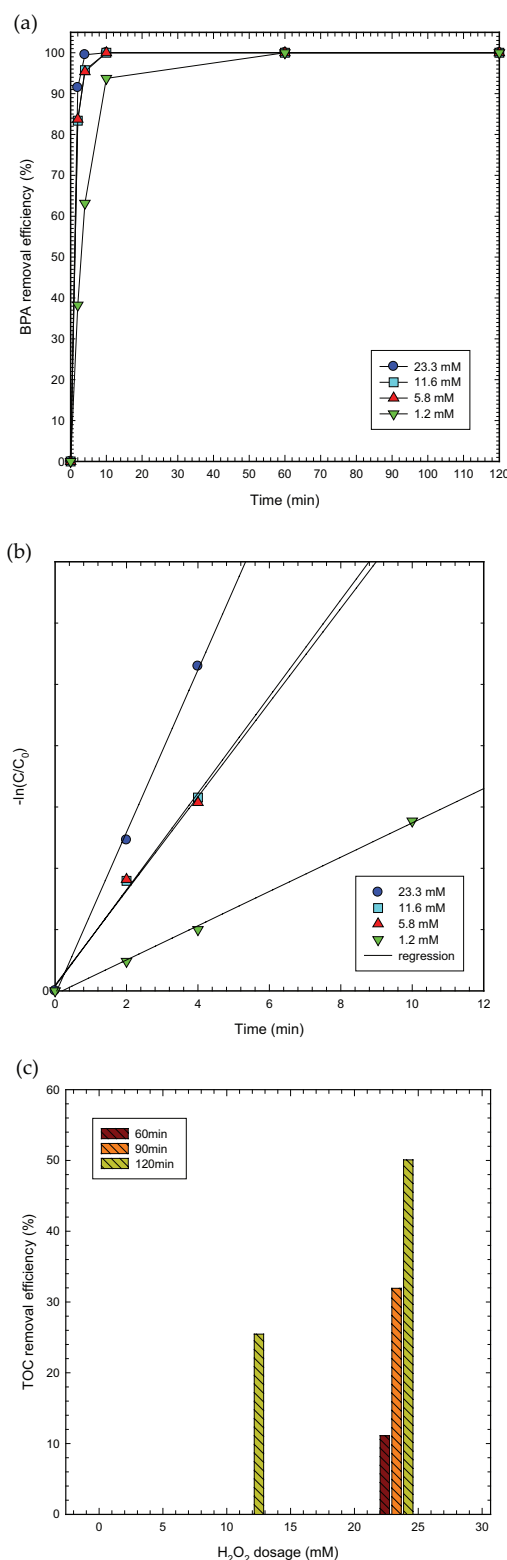 (a)
100
90
80
70
60
50
40
30
20
10
0
BPA removal efficiency (%)
23.3 mM
11.6 mM
5.8 mM
1.2 mM
0 10 20 30 40 50 60 70 80 90 100 110 120
Time (min)
(b)
-ln(C/C0)
23.3 mM
11.6 mM
5.8 mM
1.2 mM
regression
0
0 2 4 6 8 10 12
Time (min)
(c)
60
50
40
30
20
10
0
TOC removal efficiency (%)
60min
90min
120min
0 5 10 15 20 25 30
H2O2 dosage (mM)